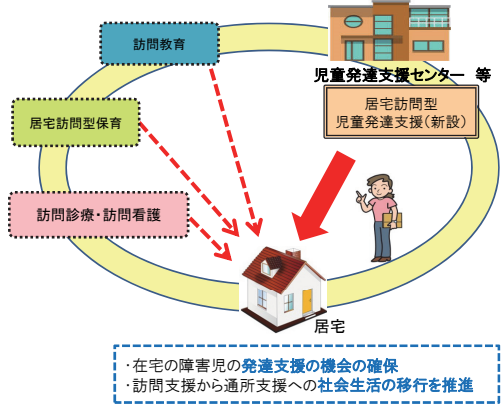 訪問教育
児童発達支援センター 等
居宅訪問型
児童発達支援(新設)
居宅訪問型保育
訪問診療・訪問看護
居宅
・在宅の障害児の発達支援の機会の確保
・訪問支援から通所支援への社会生活の移行を推進